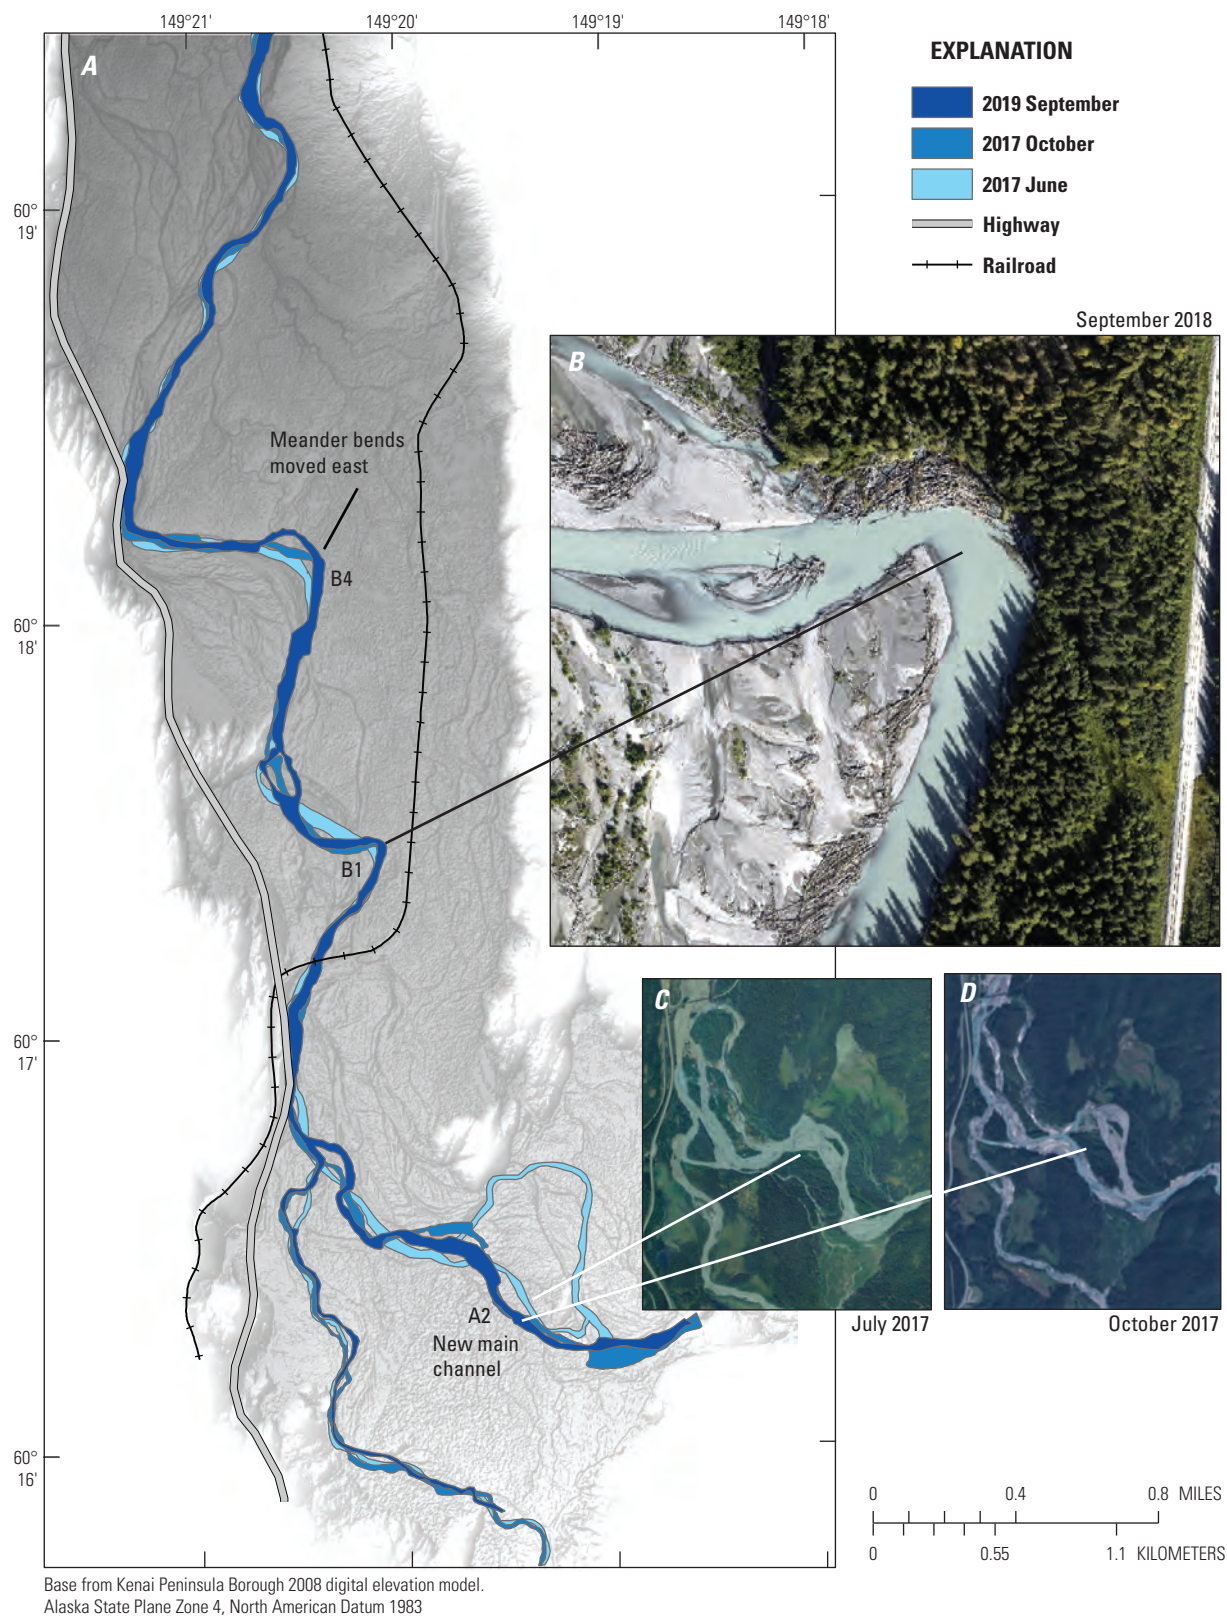 149°21'
149°20'
149°19'
149°18'
A
EXPLANATION
2019 September
2017 October
2017 June
Highway
Railroad
60°
19'
September 2018
B
Meander bends
moved east
B4
60°
18'
B1
C
D
60°
17'
A2
New main
channel
July 2017
October 2017
60°
16'
0
0.4
0.8 MILES
0
0.55
1.1 KILOMETERS
Base from Kenai Peninsula Borough 2008 digital elevation model.
Alaska State Plane Zone 4, North American Datum 1983